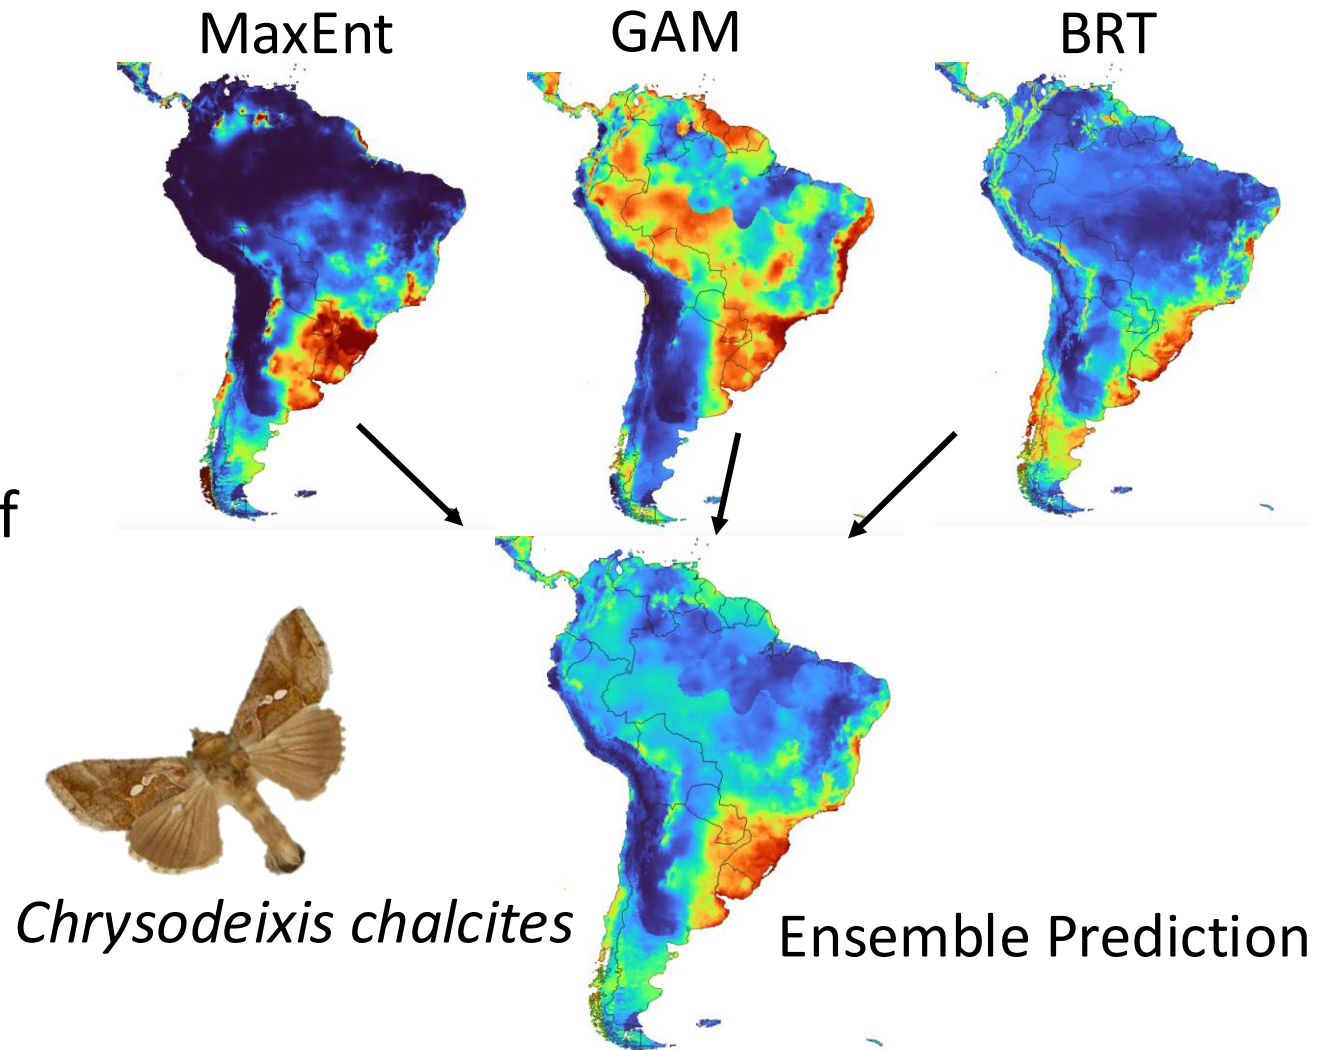 MaxEnt
GAM
BRT
f
Chrysodeixis chalcites
Ensemble Prediction